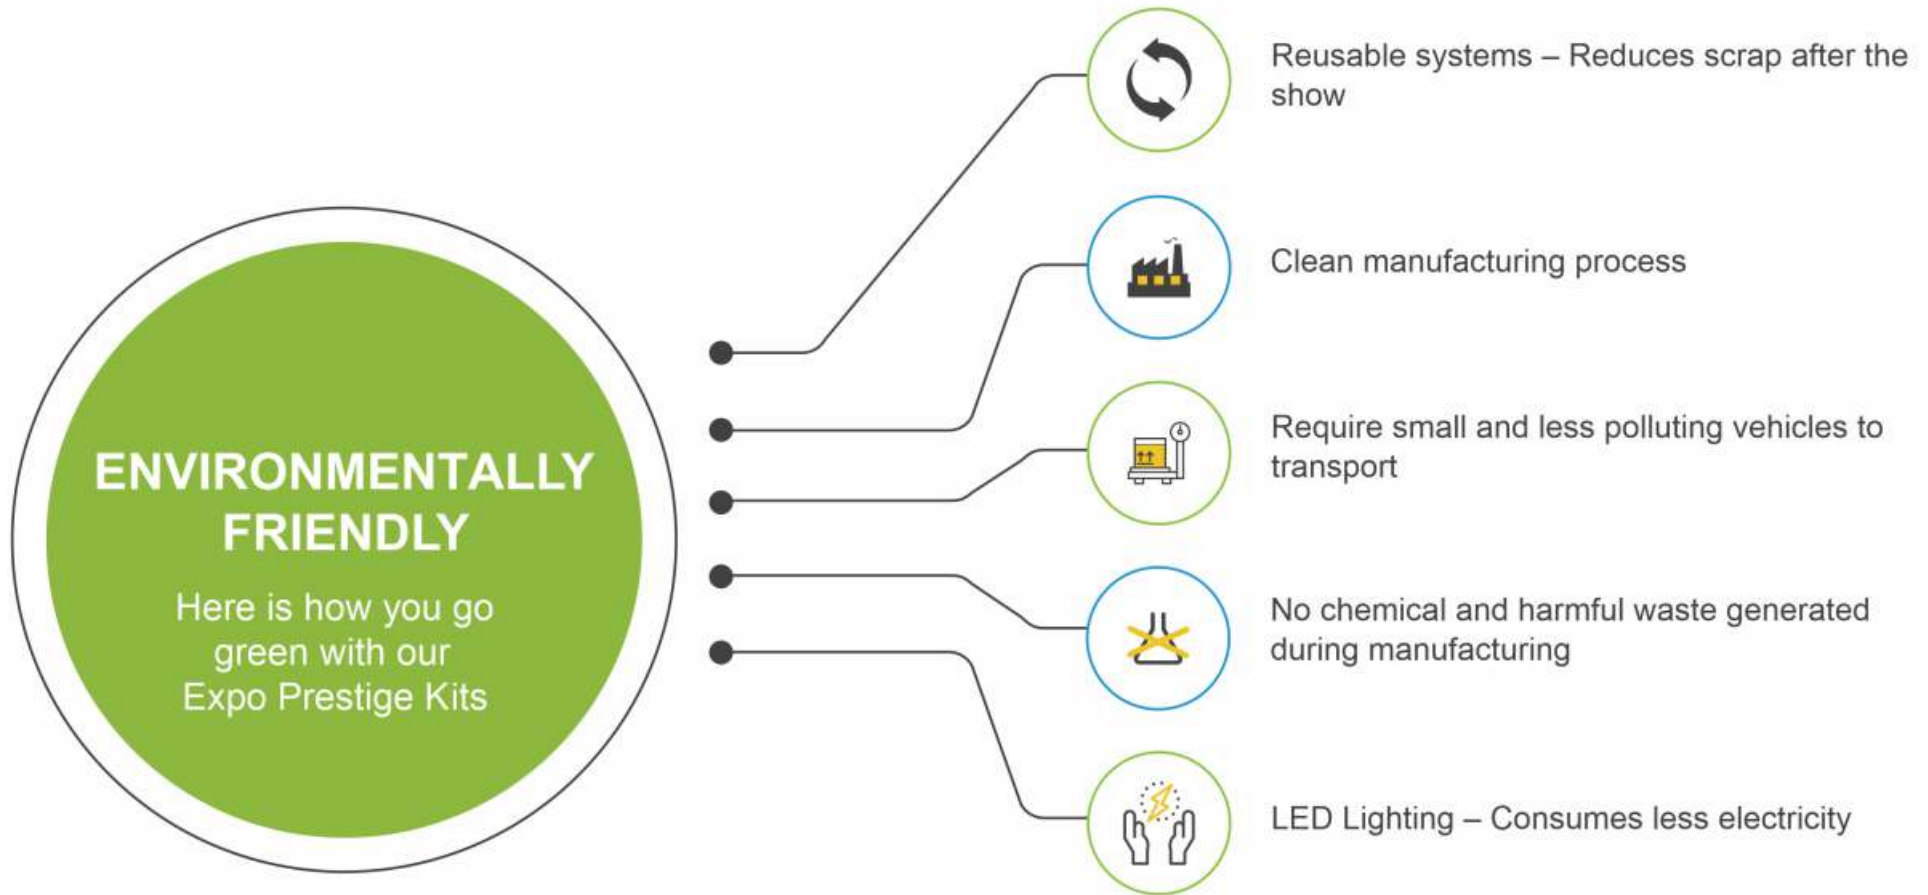 ENVIRONMENTALLY
FRIENDLY
Here is how you go
green with our
Expo Prestige Kits
Reusable systems – Reduces scrap after the
show
Clean manufacturing process
Require small and less polluting vehicles to
transport
No chemical and harmful waste generated
during manufacturing
LED Lighting – Consumes less electricity